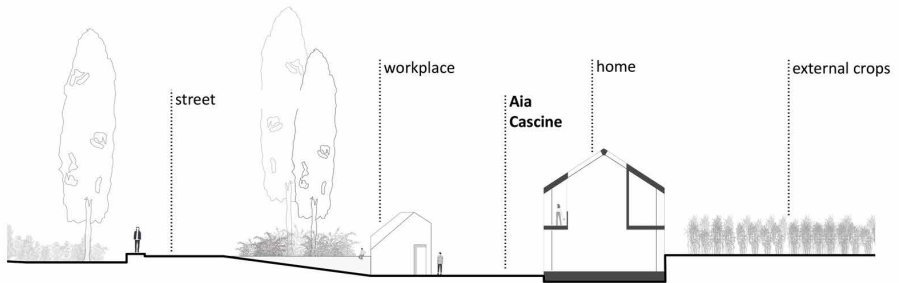 street
workplace
Aia
Cascine
home
external crops